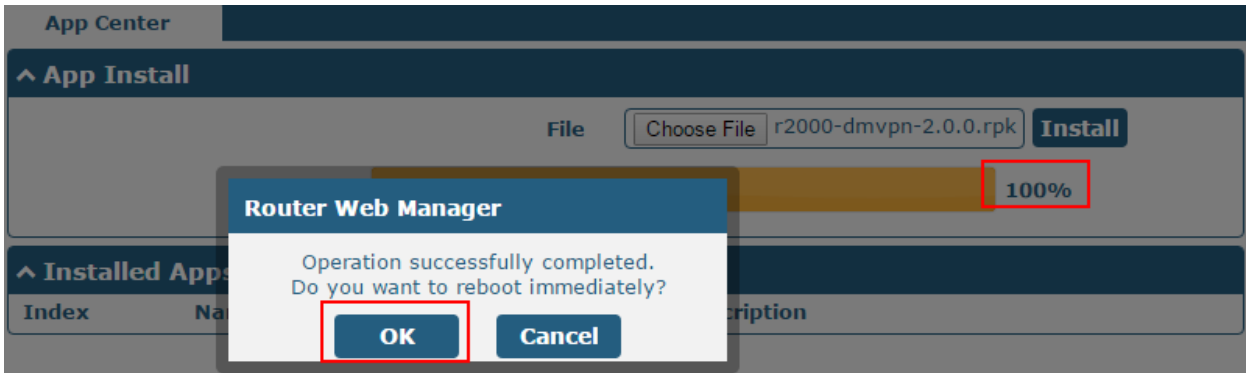 App Center
App Install
File Choose File r2000-dmvpn-2.0.0.rpk Install
100%
Router Web Manager
Operation successfully completed.
Do you want to reboot immediately?
OK Cancel
Installed Apps
Index